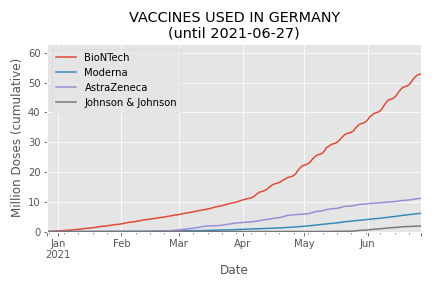 VACCINES USED IN GERMANY
(until 2021-06-27)
Million Doses (cumulative)
60
50
40
30
20
10
0
BioNTech
Moderna
AstraZeneca
Johnson & Johnson
Jan Feb Mar Apr May Jun
2021
Date